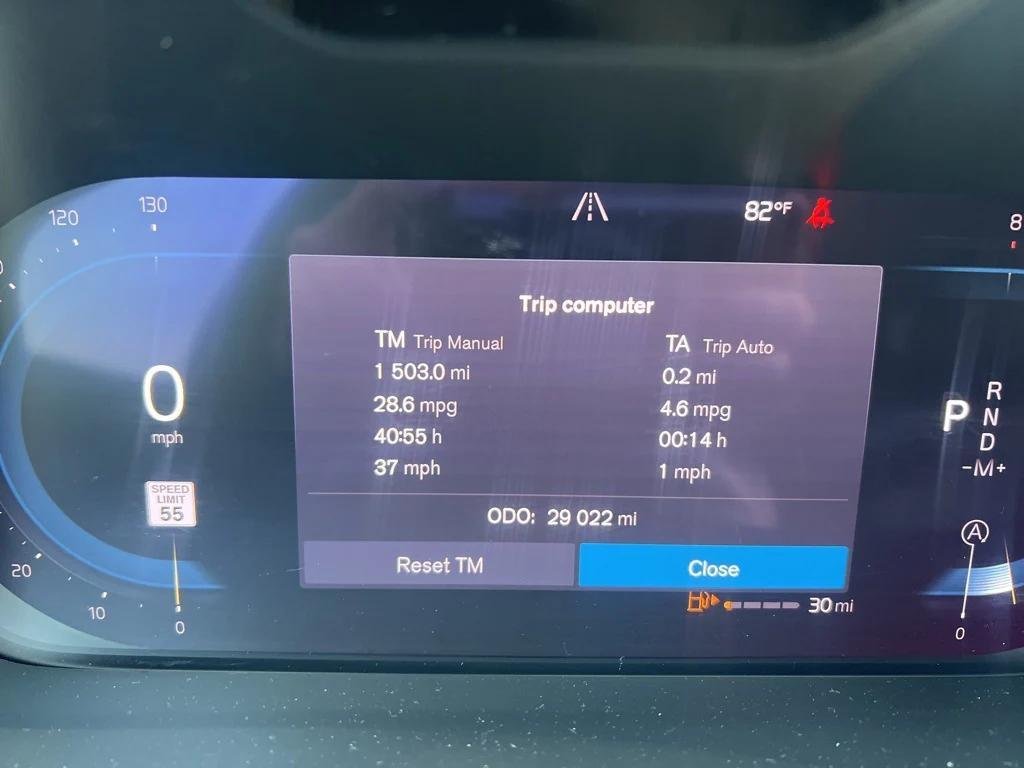 120
130
82°F
8
Trip computer
TM Trip Manual
TA Trip Auto
1 503.0 mi
0.2 mi
28.6 mpg
4.6 mpg
40:55 h
00:14 h
37 mph
1 mph
ODO: 29 022 mi
Reset TM
Close
30 mi
0
mph
SPEED
LIMIT
55
20
10
0
P
R
N
D
-M+
A
0